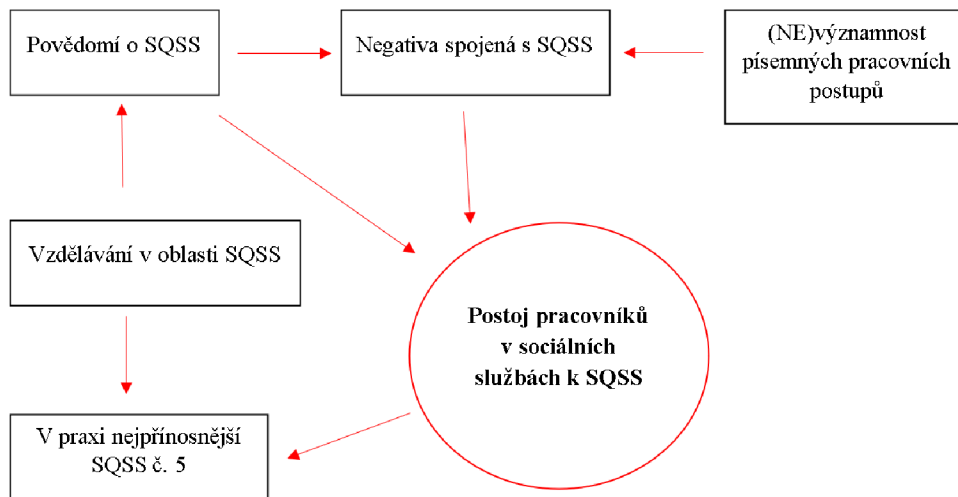 Povědomí o SQSS
Negativa spojená s SQSS
(NE)významnost
písemných pracovních
postupů
Vzdělávání v oblasti SQSS
Postoj pracovníků
v sociálních
službách k SQSS
V praxi nejpřínosnější
SQSS č. 5